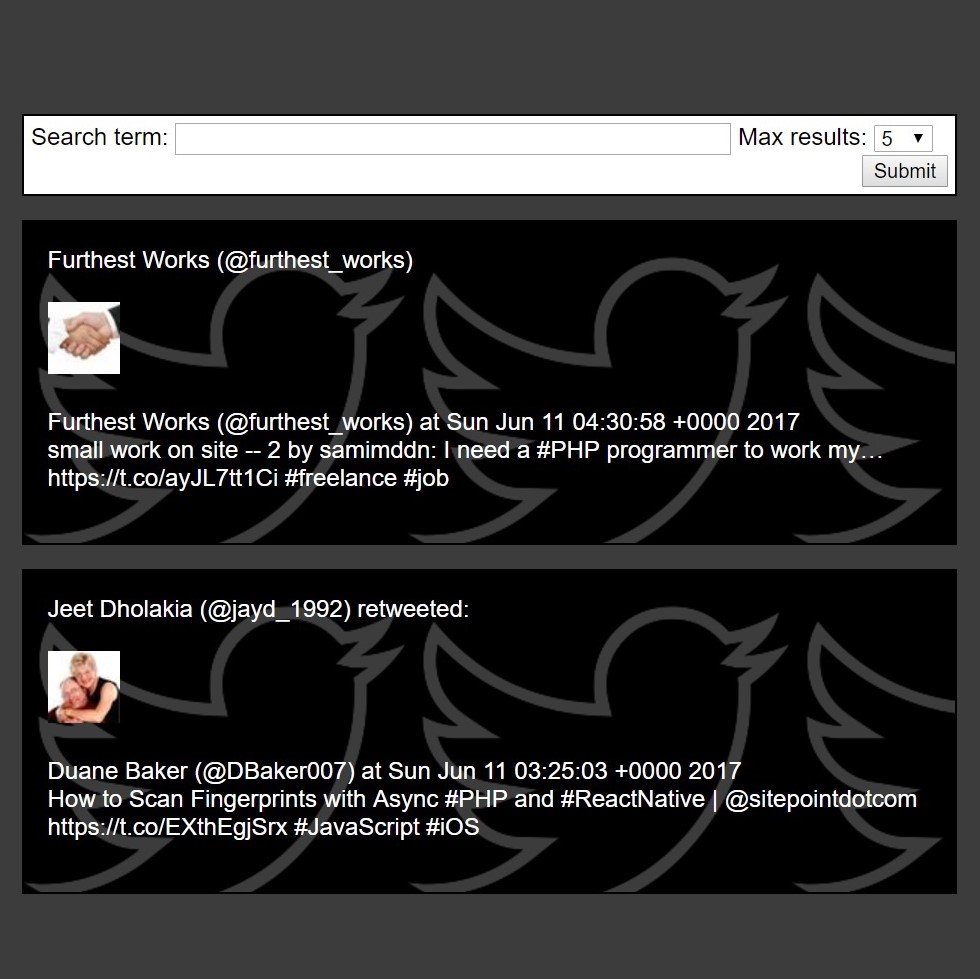 Search term: Max results: 5
Submit
Furthest Works (@furthest_works)
Furthest Works (@furthest_works) at Sun Jun 11 04:30:58 +0000 2017
small work on site -- 2 by samimddn: I need a #PHP programmer to work my…
https://t.co/ayJL7tt1Ci #freelance #job
Jeet Dholakia (@jayd_1992) retweeted:
Duane Baker (@DBaker007) at Sun Jun 11 03:25:03 +0000 2017
How to Scan Fingerprints with Async #PHP and #ReactNative | @sitepointdotcom
https://t.co/EXthEgjSrx #JavaScript #iOS